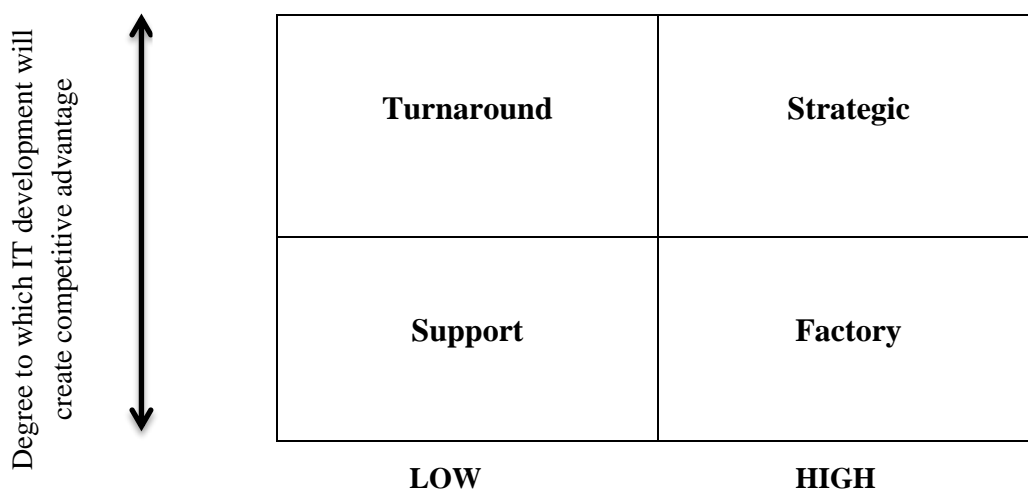 Degree to which IT development will
create competitive advantage
Turnaround
Strategic
Support
Factory
LOW
HIGH